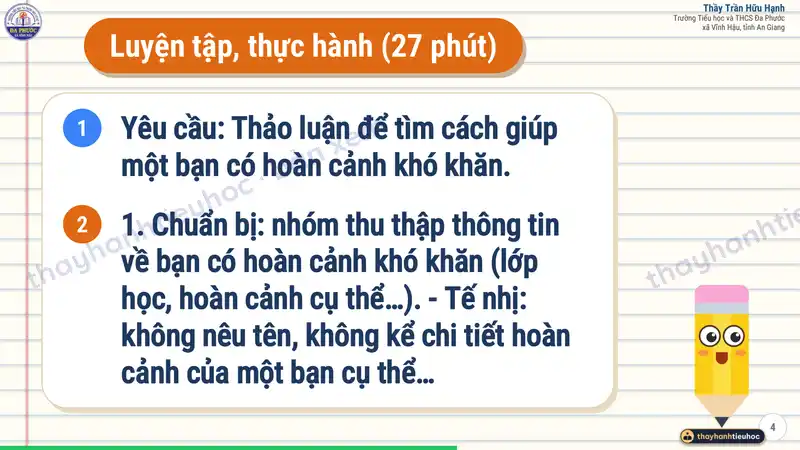 Thầy Trần Hữu Hạnh
Trường Tiểu học và THCS Đa Phước
xã Vĩnh Hậu, tỉnh An Giang
ĐA PHƯỚC
Luyện tập, thực hành (27 phút)
1
Yêu cầu: Thảo luận để tìm cách giúp
một bạn có hoàn cảnh khó khăn.
2
1. Chuẩn bị: nhóm thu thập thông tin
về bạn có hoàn cảnh khó khăn (lớp
học, hoàn cảnh cụ thể…). - Tế nhị:
không nêu tên, không kể chi tiết hoàn
cảnh của một bạn cụ thể…
thayhanhtieuhoc
4